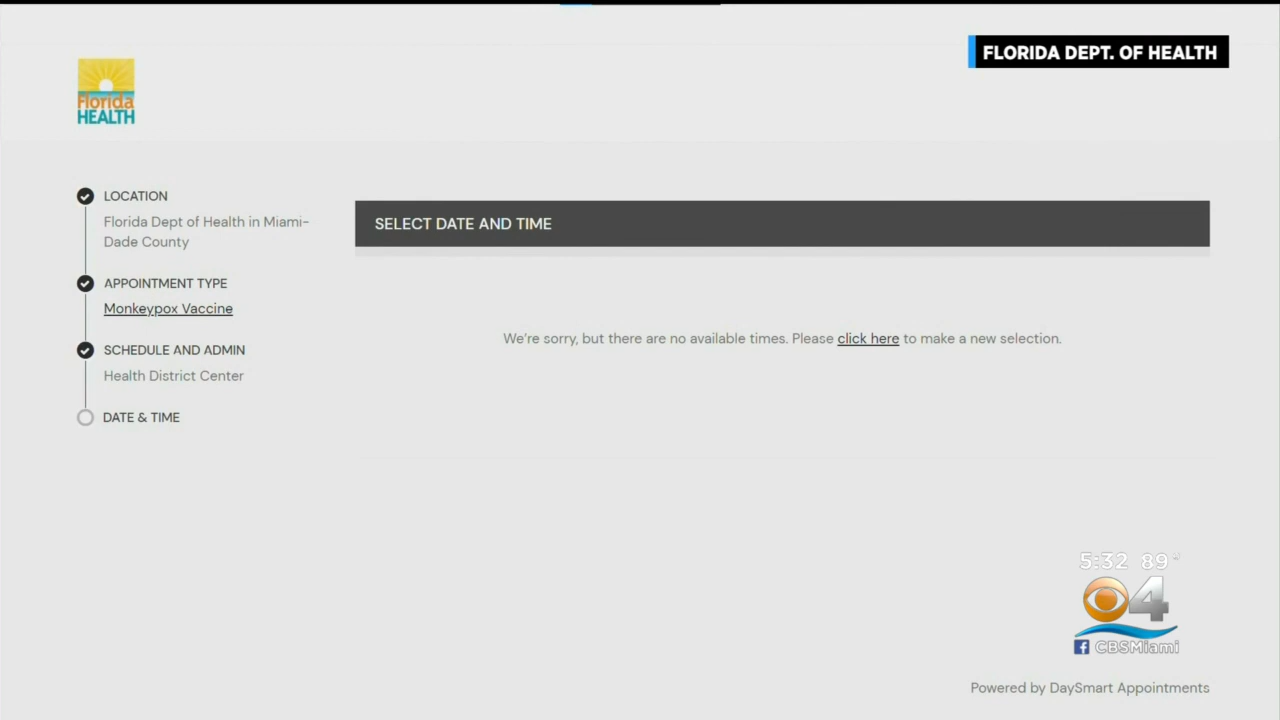 FLORIDA DEPT. OF HEALTH
Florida
HEALTH
LOCATION
Florida Dept of Health in Miami-
Dade County
APPOINTMENT TYPE
Monkeypox Vaccine
SCHEDULE AND ADMIN
Health District Center
DATE & TIME
SELECT DATE AND TIME
We're sorry, but there are no available times. Please click here to make a new selection.
5:32 89°
4
f CBSMiami
Powered by DaySmart Appointments